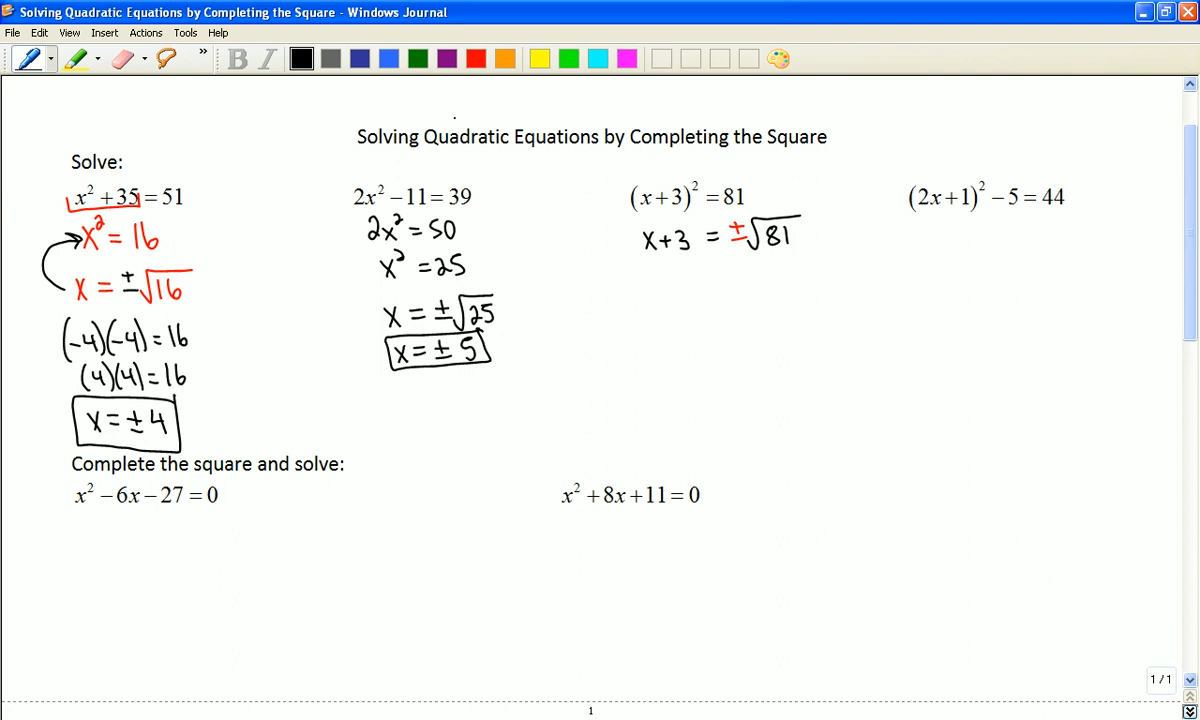 Solving Quadratic Equations by Completing the Square - Windows Journal
File Edit View Insert Actions Tools Help
» B I
Solving Quadratic Equations by Completing the Square
Solve:
x² + 35 = 51
x² = 16
x = ±√16
(-4)(-4) = 16
(4)(4) = 16
x = ± 4
2x² − 11 = 39
2x² = 50
x² = 25
x = ±√25
x = ± 5
(x + 3)² = 81
x + 3 = ±√81
(2x + 1)² − 5 = 44
Complete the square and solve:
x² − 6x − 27 = 0
x² + 8x + 11 = 0
1 / 1
1